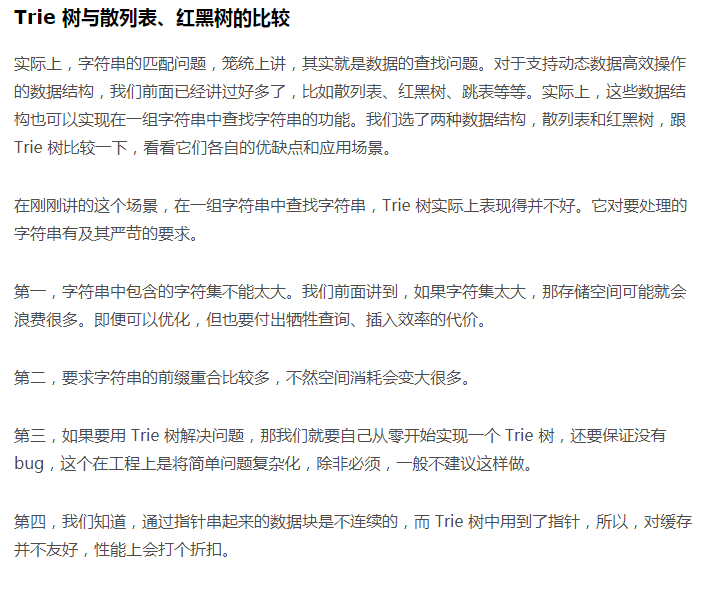 Trie 树与散列表、红黑树的比较
实际上，字符串的匹配问题，笼统上讲，其实就是数据的查找问题。对于支持动态数据高效操作
的数据结构，我们前面已经讲过好多了，比如散列表、红黑树、跳表等等。实际上，这些数据结
构也可以实现在一组字符串中查找字符串的功能。我们选了两种数据结构，散列表和红黑树，跟
Trie 树比较一下，看看它们各自的优缺点和应用场景。
在刚刚讲的这个场景，在一组字符串中查找字符串，Trie 树实际上表现得并不好。它对要处理的
字符串有及其严苛的要求。
第一，字符串中包含的字符集不能太大。我们前面讲到，如果字符集太大，那存储空间可能就会
浪费很多。即便可以优化，但也要付出牺牲查询、插入效率的代价。
第二，要求字符串的前缀重合比较多，不然空间消耗会变大很多。
第三，如果要用 Trie 树解决问题，那我们就要自己从零开始实现一个 Trie 树，还要保证没有
bug，这个在工程上是将简单问题复杂化，除非必须，一般不建议这样做。
第四，我们知道，通过指针串起来的数据块是不连续的，而 Trie 树中用到了指针，所以，对缓存
并不友好，性能上会打个折扣。